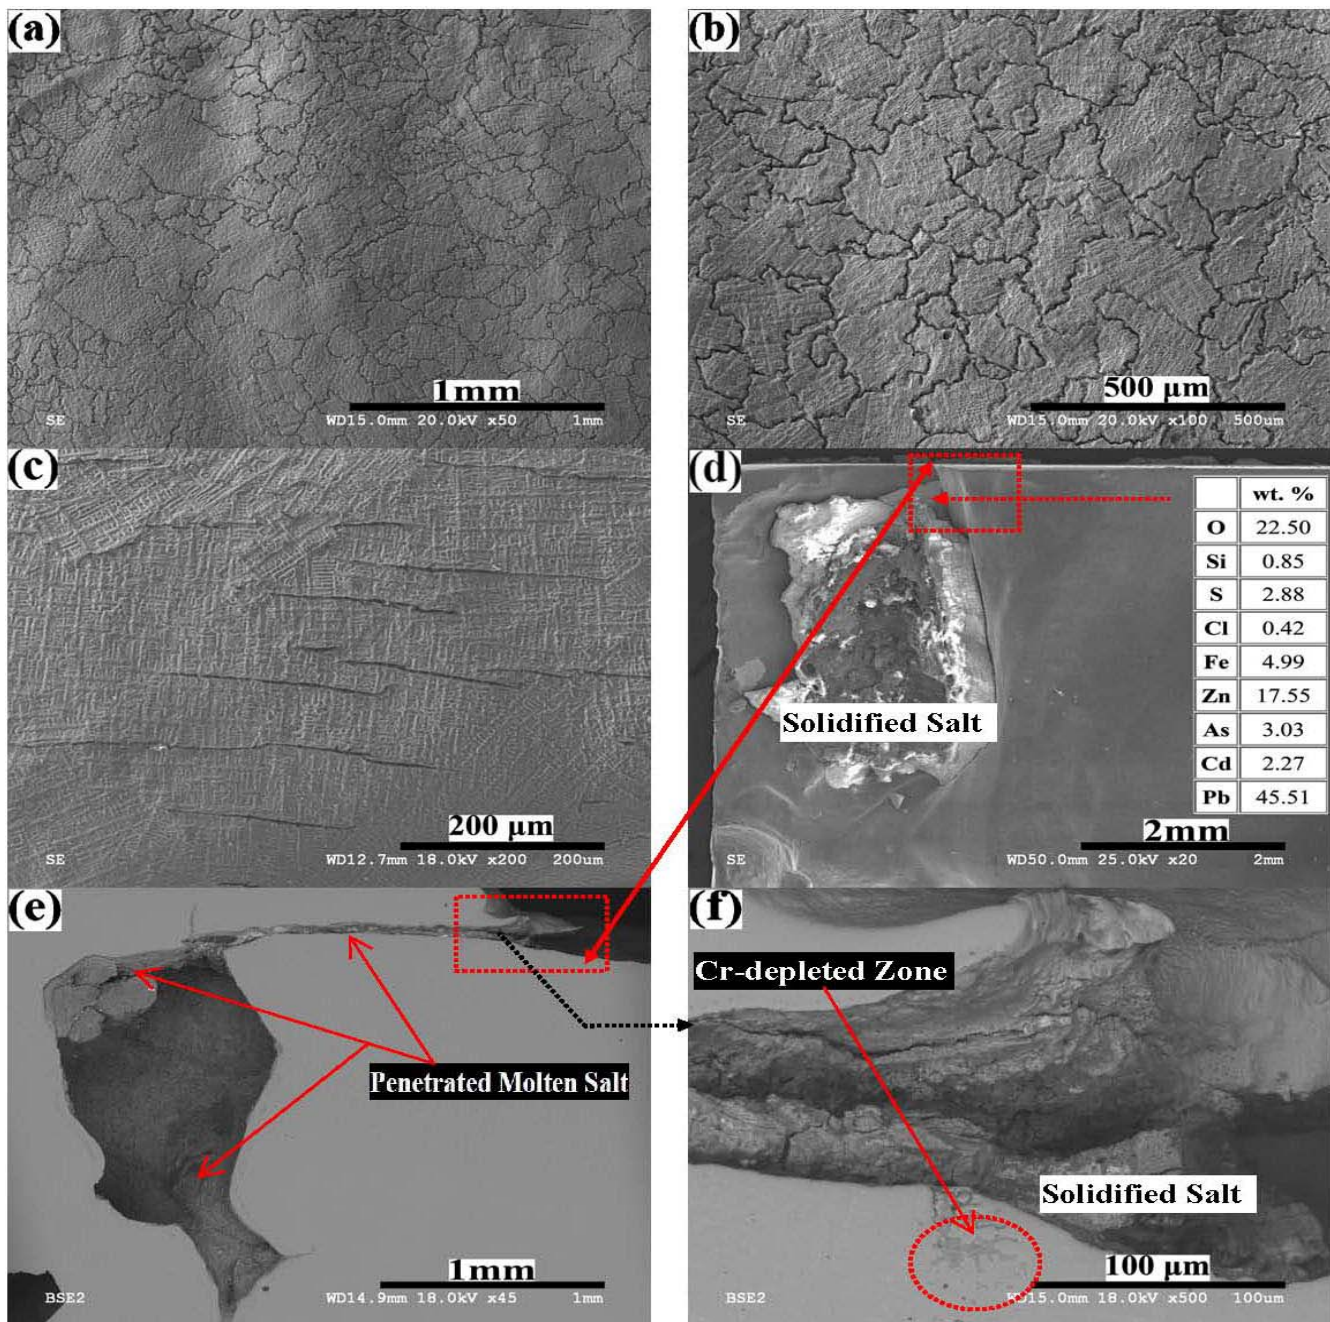 (a)
1mm
SE
WD15.0mm 20.0kV x50 1mm
(b)
500 µm
SE
WD15.0mm 20.0kV x100 500um
(c)
200 µm
SE
WD12.7mm 18.0kV x200 200um
(d)
wt. %
O 22.50
Si 0.85
S 2.88
Cl 0.42
Fe 4.99
Zn 17.55
As 3.03
Cd 2.27
Pb 45.51
Solidified Salt
2mm
SE
WD50.0mm 25.0kV x20 2mm
(e)
Penetrated Molten Salt
1mm
BSE2
WD14.9mm 18.0kV x45 1mm
(f)
Cr-depleted Zone
Solidified Salt
100 µm
BSE2
WD15.0mm 18.0kV x500 100um